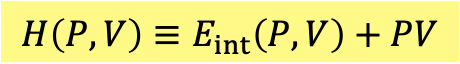 H(P, V) ≡ E_int(P, V) + PV